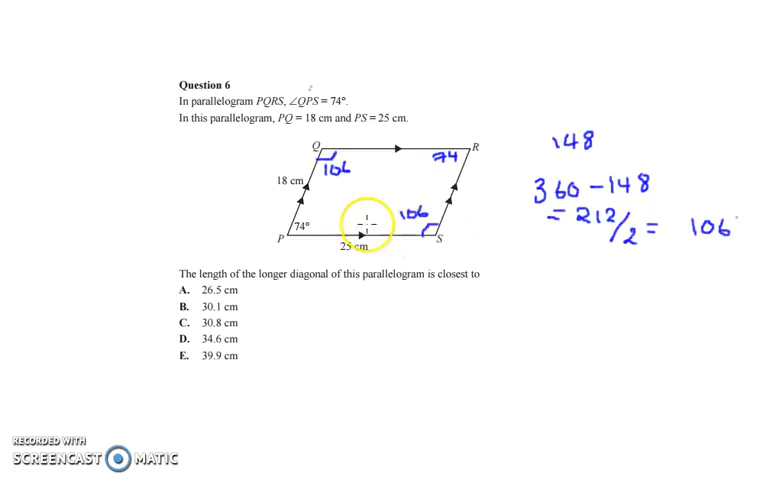 Question 6
In parallelogram PQRS, ∠QPS = 74°.
In this parallelogram, PQ = 18 cm and PS = 25 cm.
148
Q
R
74
106
18 cm
360 - 148
= 212/2 = 106
106
74°
P
S
25 cm
The length of the longer diagonal of this parallelogram is closest to
A. 26.5 cm
B. 30.1 cm
C. 30.8 cm
D. 34.6 cm
E. 39.9 cm
RECORDED WITH
SCREENCAST MATIC